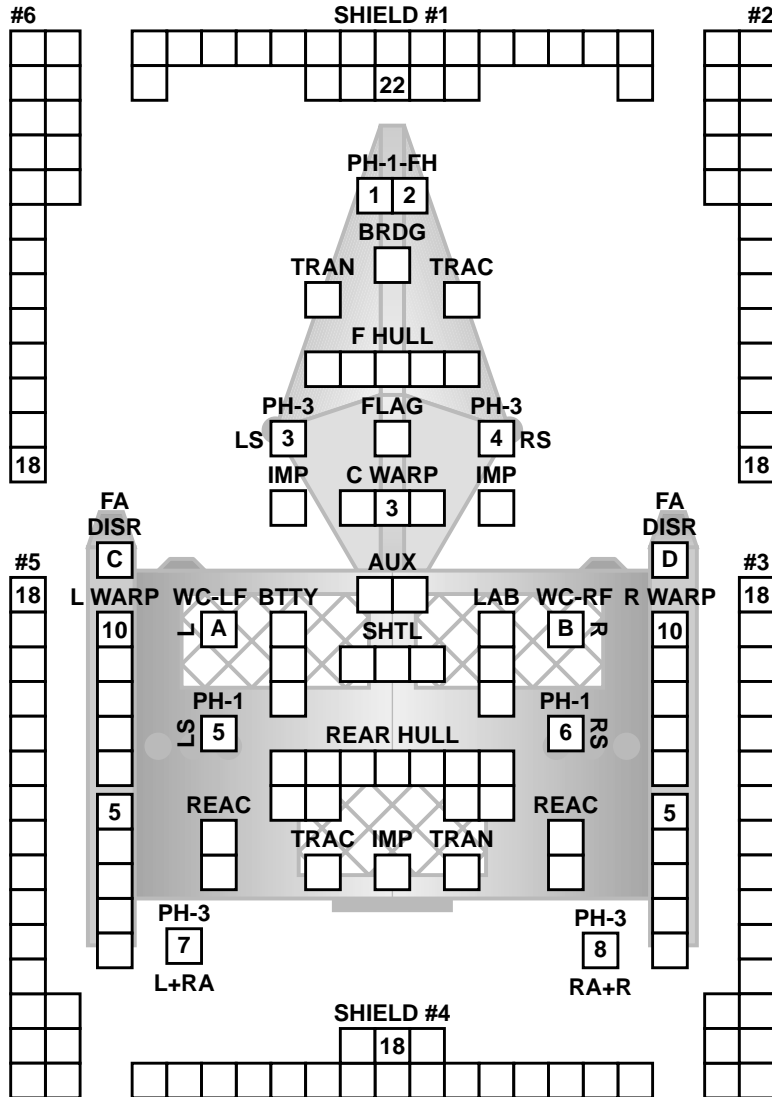 #6 SHIELD #1 #2
22
PH-1-FH
1 2
BRDG
TRAN TRAC
F HULL
PH-3 FLAG PH-3
LS 3 4 RS
18 18
IMP C WARP IMP
3
FA FA
DISR DISR
C D
#5 AUX #3
18 L WARP WC-LF BTTY LAB WC-RF R WARP 18
10 L A B R 10
SHTL
PH-1 PH-1
LS 5 6 RS
REAR HULL
5 REAC REAC 5
TRAC IMP TRAN
PH-3 PH-3
7 8
L+RA RA+R
SHIELD #4
18